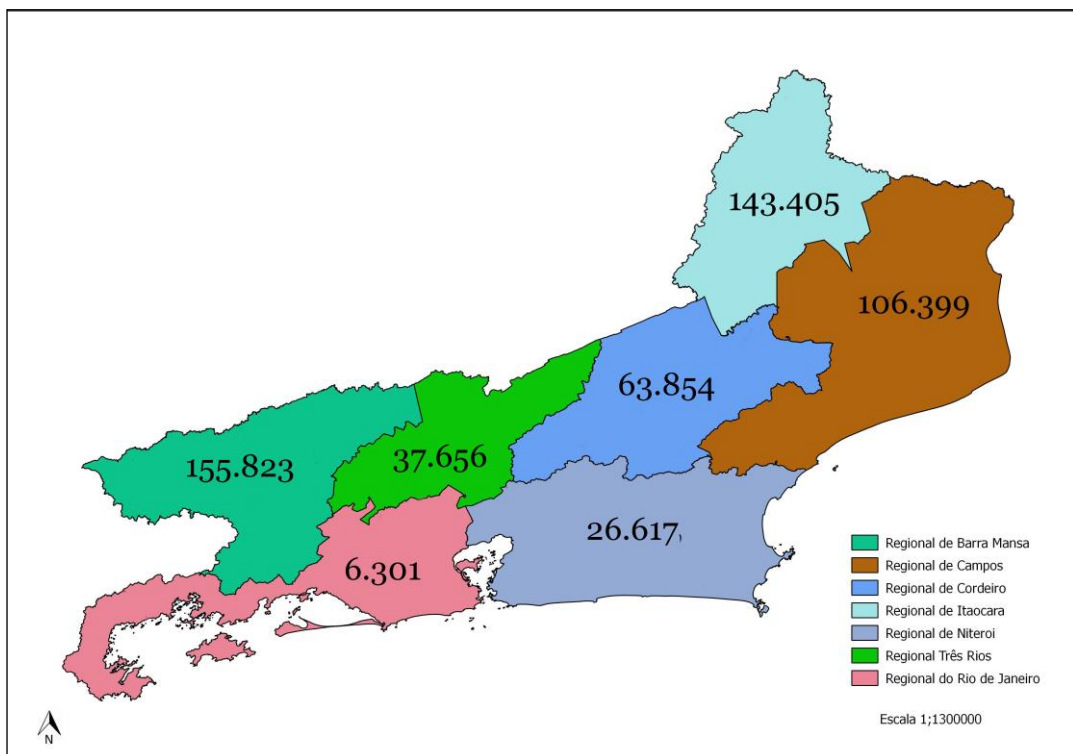 143.405
106.399
63.854
37.656
155.823
26.617
6.301
Regional de Barra Mansa
Regional de Campos
Regional de Cordeiro
Regional de Itaocara
Regional de Niteroi
Regional Três Rios
Regional do Rio de Janeiro
Escala 1;1300000
N